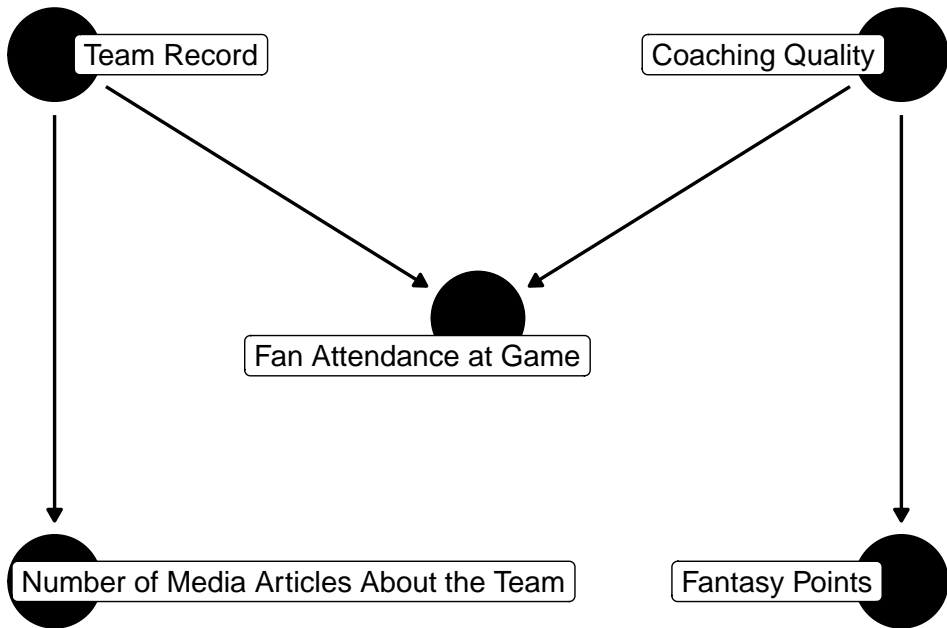 Team Record
Coaching Quality
Fan Attendance at Game
Number of Media Articles About the Team
Fantasy Points